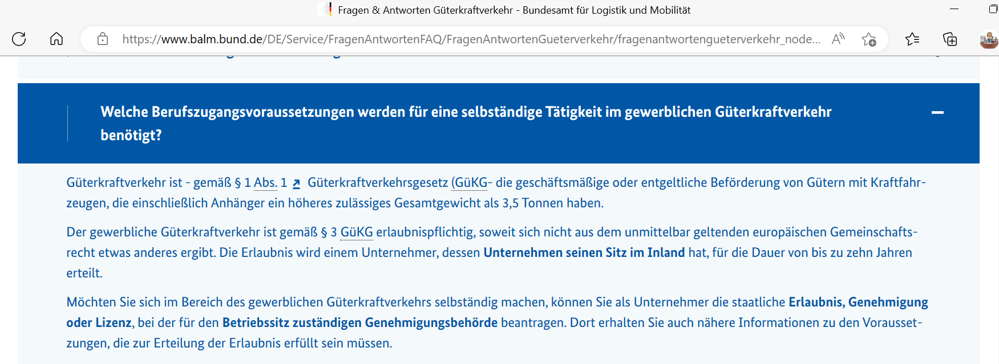 Fragen & Antworten Güterkraftverkehr - Bundesamt für Logistik und Mobilität
https://www.balm.bund.de/DE/Service/FragenAntwortenFAQ/FragenAntwortenGueterverkehr/fragenantwortengueterverkehr_node...
Welche Berufszugangsvoraussetzungen werden für eine selbständige Tätigkeit im gewerblichen Güterkraftverkehr
benötigt?
Güterkraftverkehr ist - gemäß § 1 Abs. 1 Güterkraftverkehrsgesetz (GüKG- die geschäftsmäßige oder entgeltliche Beförderung von Gütern mit Kraftfahr-
zeugen, die einschließlich Anhänger ein höheres zulässiges Gesamtgewicht als 3,5 Tonnen haben.
Der gewerbliche Güterkraftverkehr ist gemäß § 3 GüKG erlaubnispflichtig, soweit sich nicht aus dem unmittelbar geltenden europäischen Gemeinschafts-
recht etwas anderes ergibt. Die Erlaubnis wird einem Unternehmer, dessen Unternehmen seinen Sitz im Inland hat, für die Dauer von bis zu zehn Jahren
erteilt.
Möchten Sie sich im Bereich des gewerblichen Güterkraftverkehrs selbständig machen, können Sie als Unternehmer die staatliche Erlaubnis, Genehmigung
oder Lizenz, bei der für den Betriebssitz zuständigen Genehmigungsbehörde beantragen. Dort erhalten Sie auch nähere Informationen zu den Vorausset-
zungen, die zur Erteilung der Erlaubnis erfüllt sein müssen.